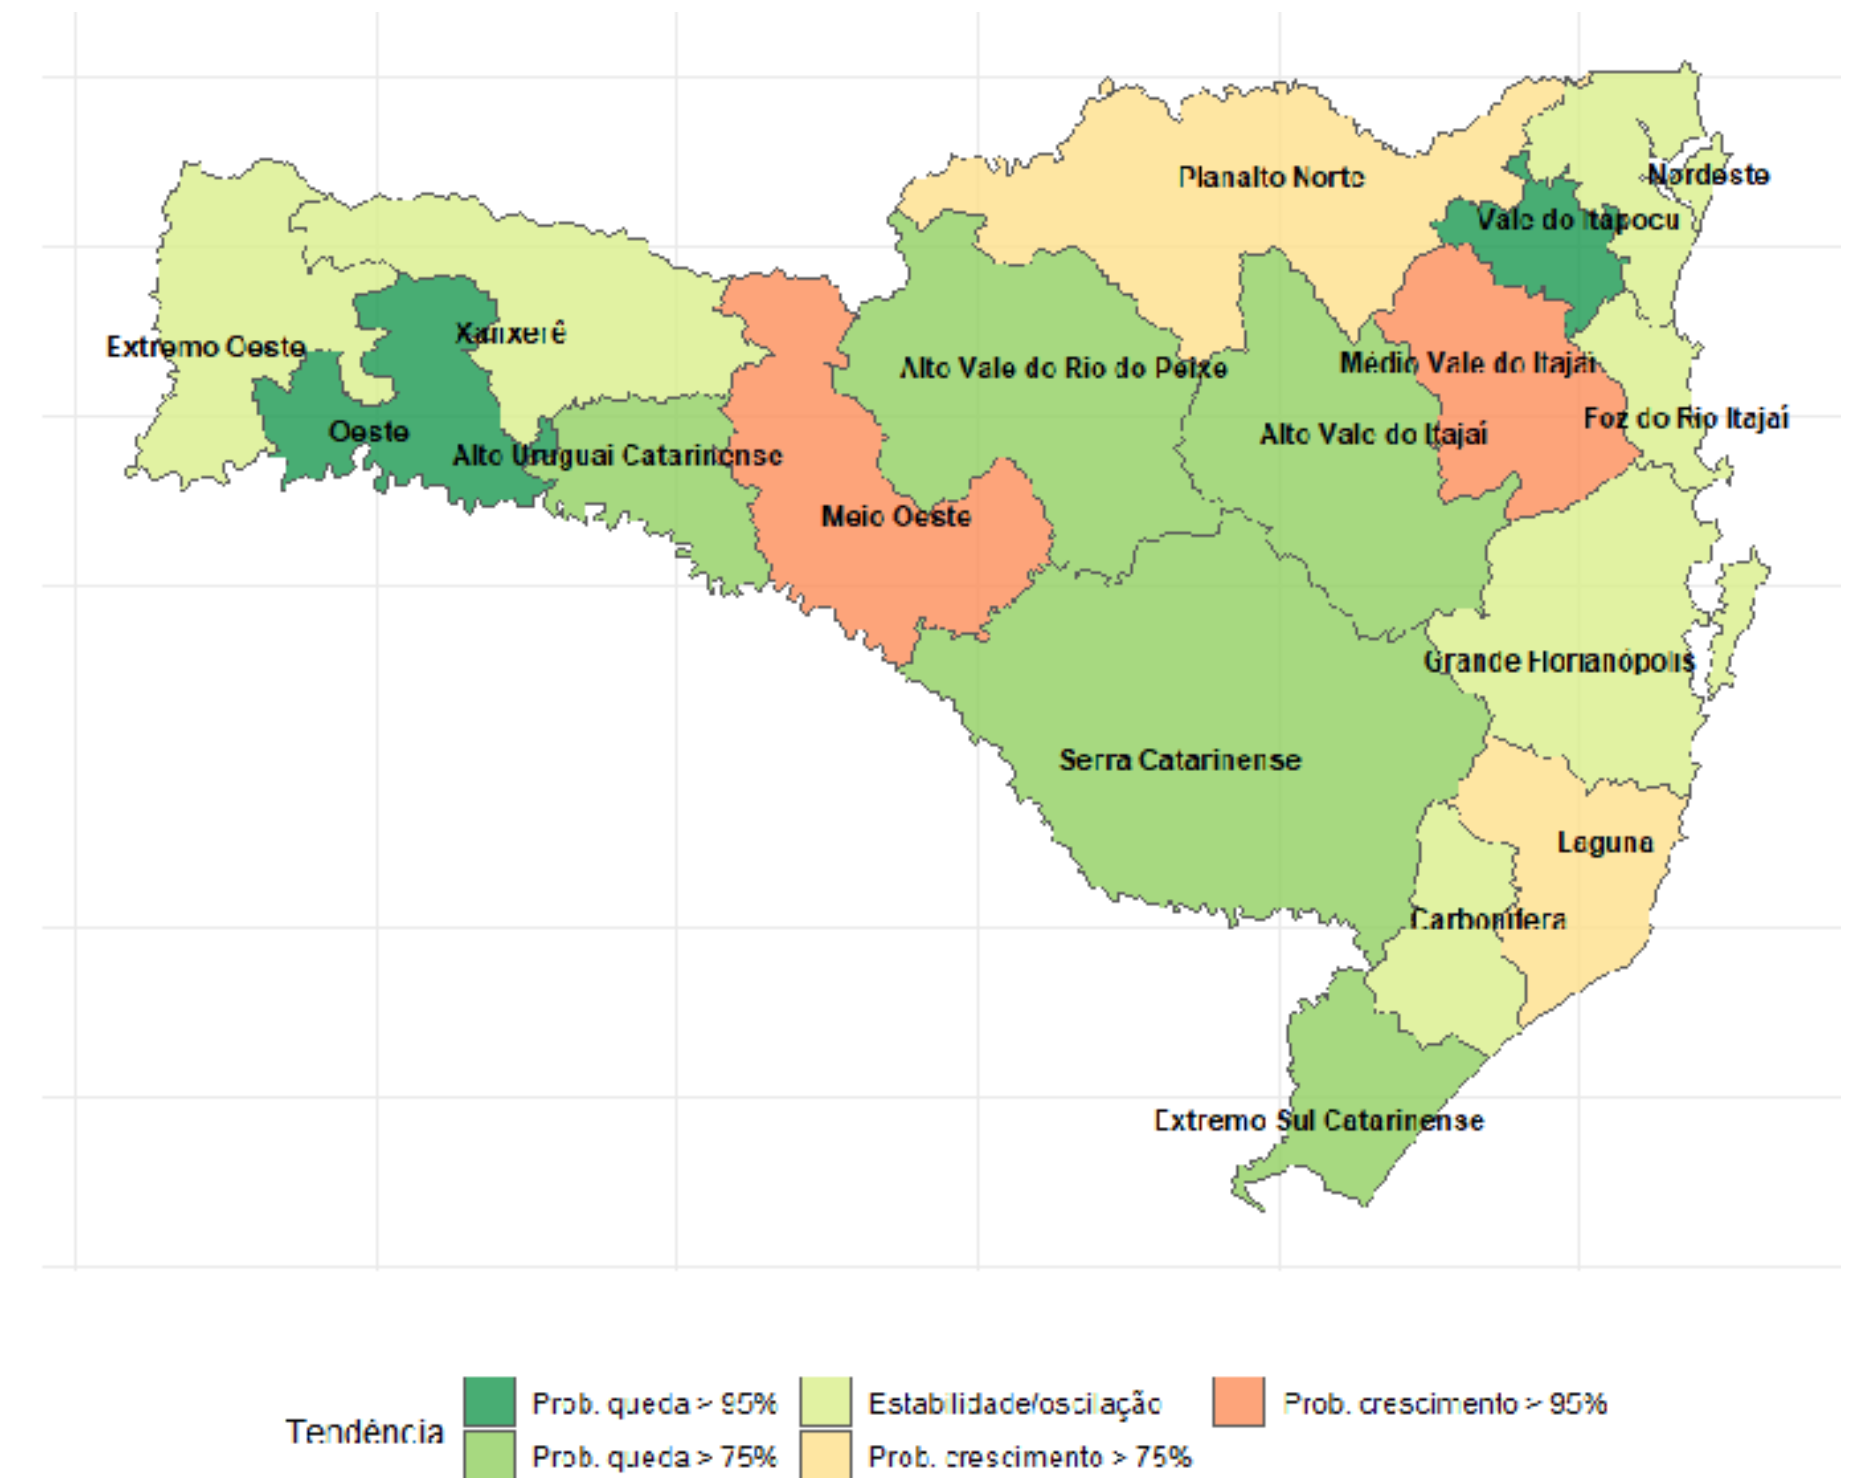 Planalto Norte
Nordeste
Vale do Itapocu
Extremo Oeste
Xanxerê
Alto Vale do Rio do Peixe
Médio Vale do Itajaí
Foz do Rio Itajaí
Oeste
Alto Vale do Itajaí
Alto Uruguai Catarinense
Meio Oeste
Grande Florianópolis
Serra Catarinense
Laguna
Carbonífera
Extremo Sul Catarinense
Tendência
Prob. queda > 95%
Estabilidade/oscilação
Prob. crescimento > 95%
Prob. queda > 75%
Prob. crescimento > 75%